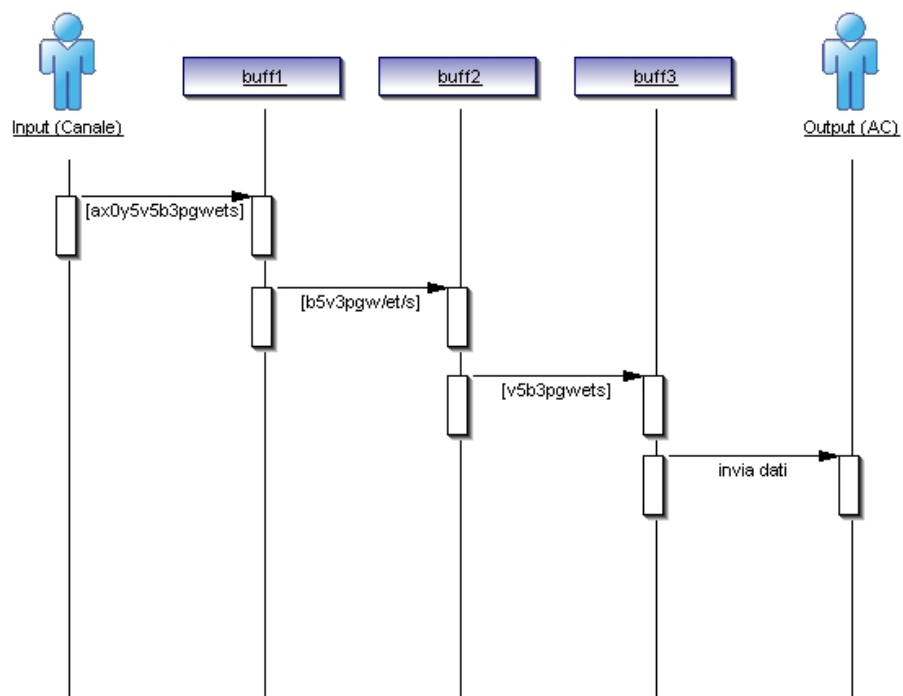 buff1
buff2
buff3
Input (Canale)
Output (AC)
[ax0y5v5b3pgwets]
[b5v3pgw/et/s]
[v5b3pgwets]
invia dati